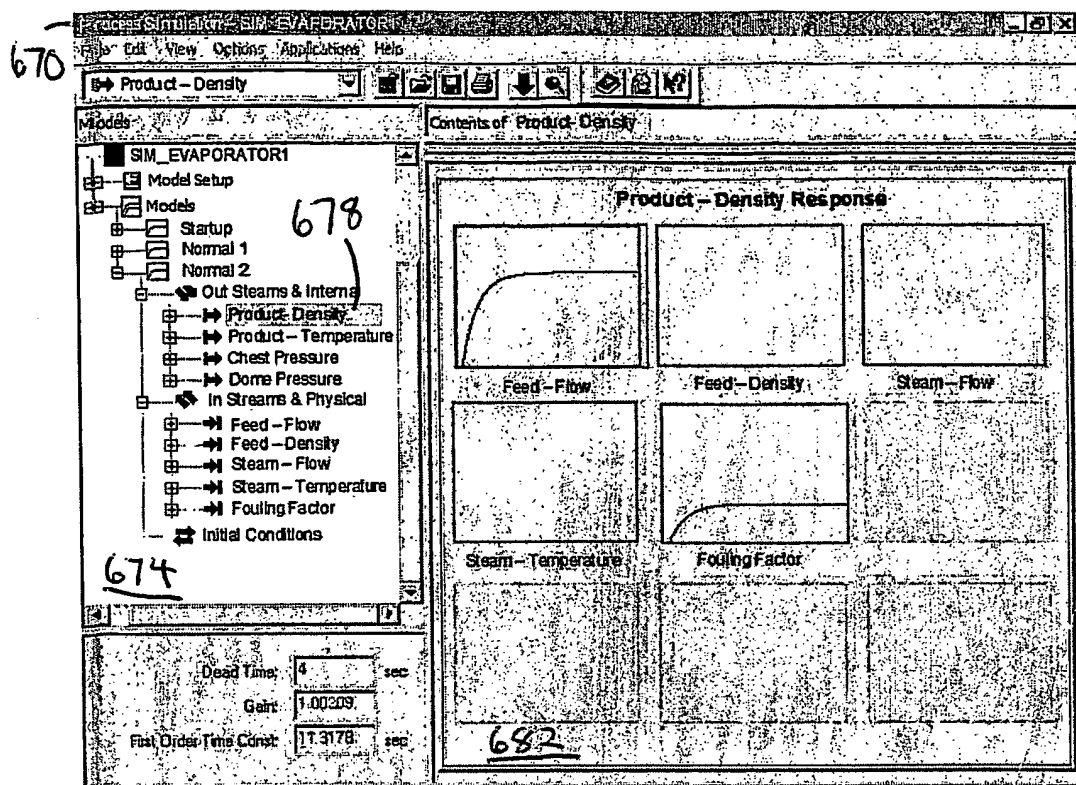 670
Process Simulation - SIM_EVAPORATOR1
File Edit View Options Applications Help
Product - Density
Models
Contents of Product-Density
SIM_EVAPORATOR1
Model Setup
Models
Startup
678
Normal 1
Normal 2
Out Steams & Interna
Product-Density
Product - Temperature
Chest Pressure
Dome Pressure
In Streams & Physical
Feed - Flow
Feed - Density
Steam - Flow
Steam - Temperature
Fouling Factor
Initial Conditions
674
Dead Time: 4 sec
Gain: 1.00209
First Order Time Const: 11.3178 sec
Product - Density Response
Feed - Flow
Feed - Density
Steam - Flow
Steam - Temperature
Fouling Factor
682